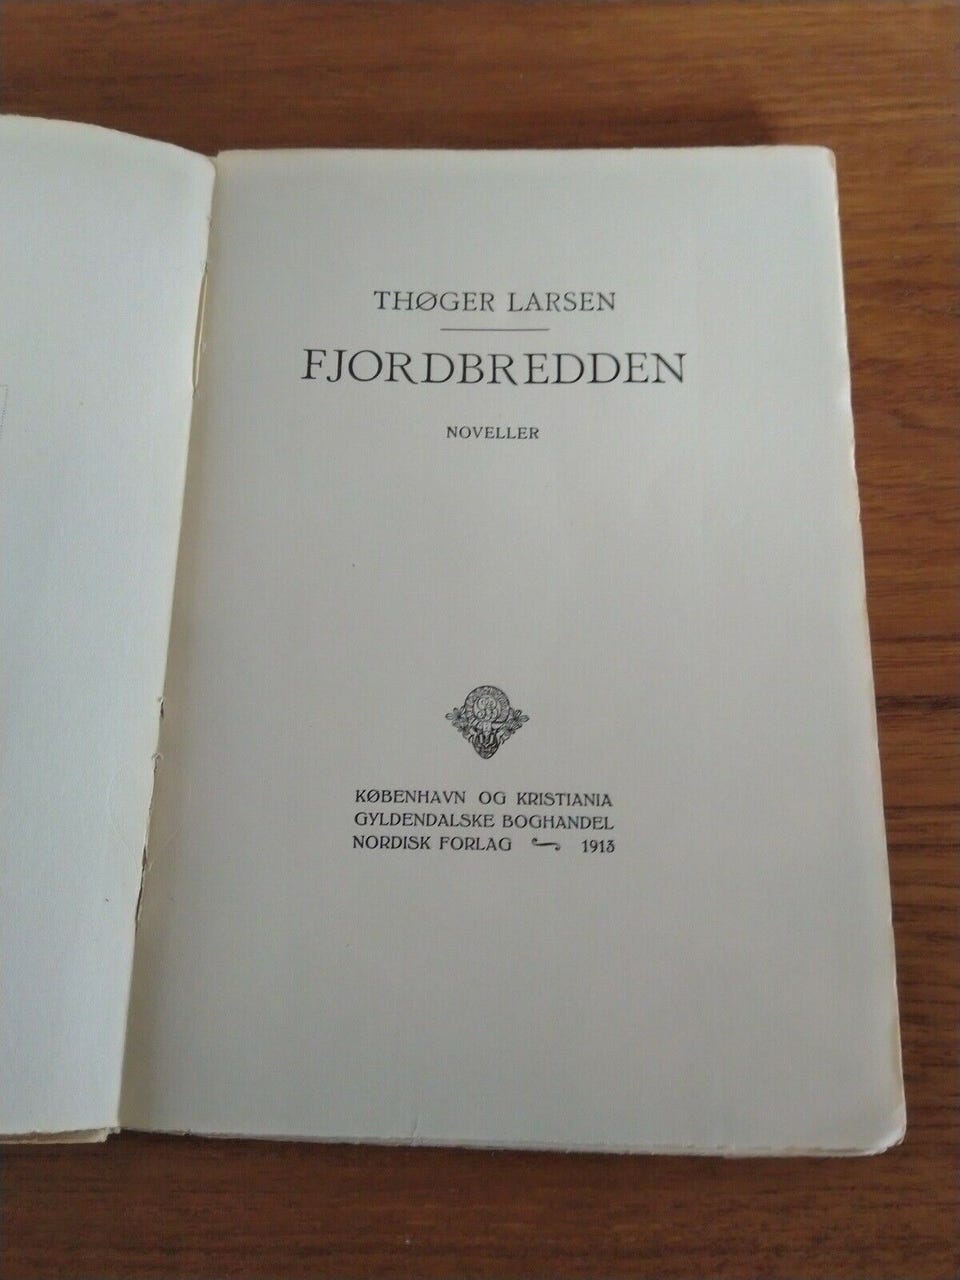 THØGER LARSEN
FJORDBREDDEN
NOVELLER
KØBENHAVN OG KRISTIANIA
GYLDENDALSKE BOGHANDEL
NORDISK FORLAG 1913